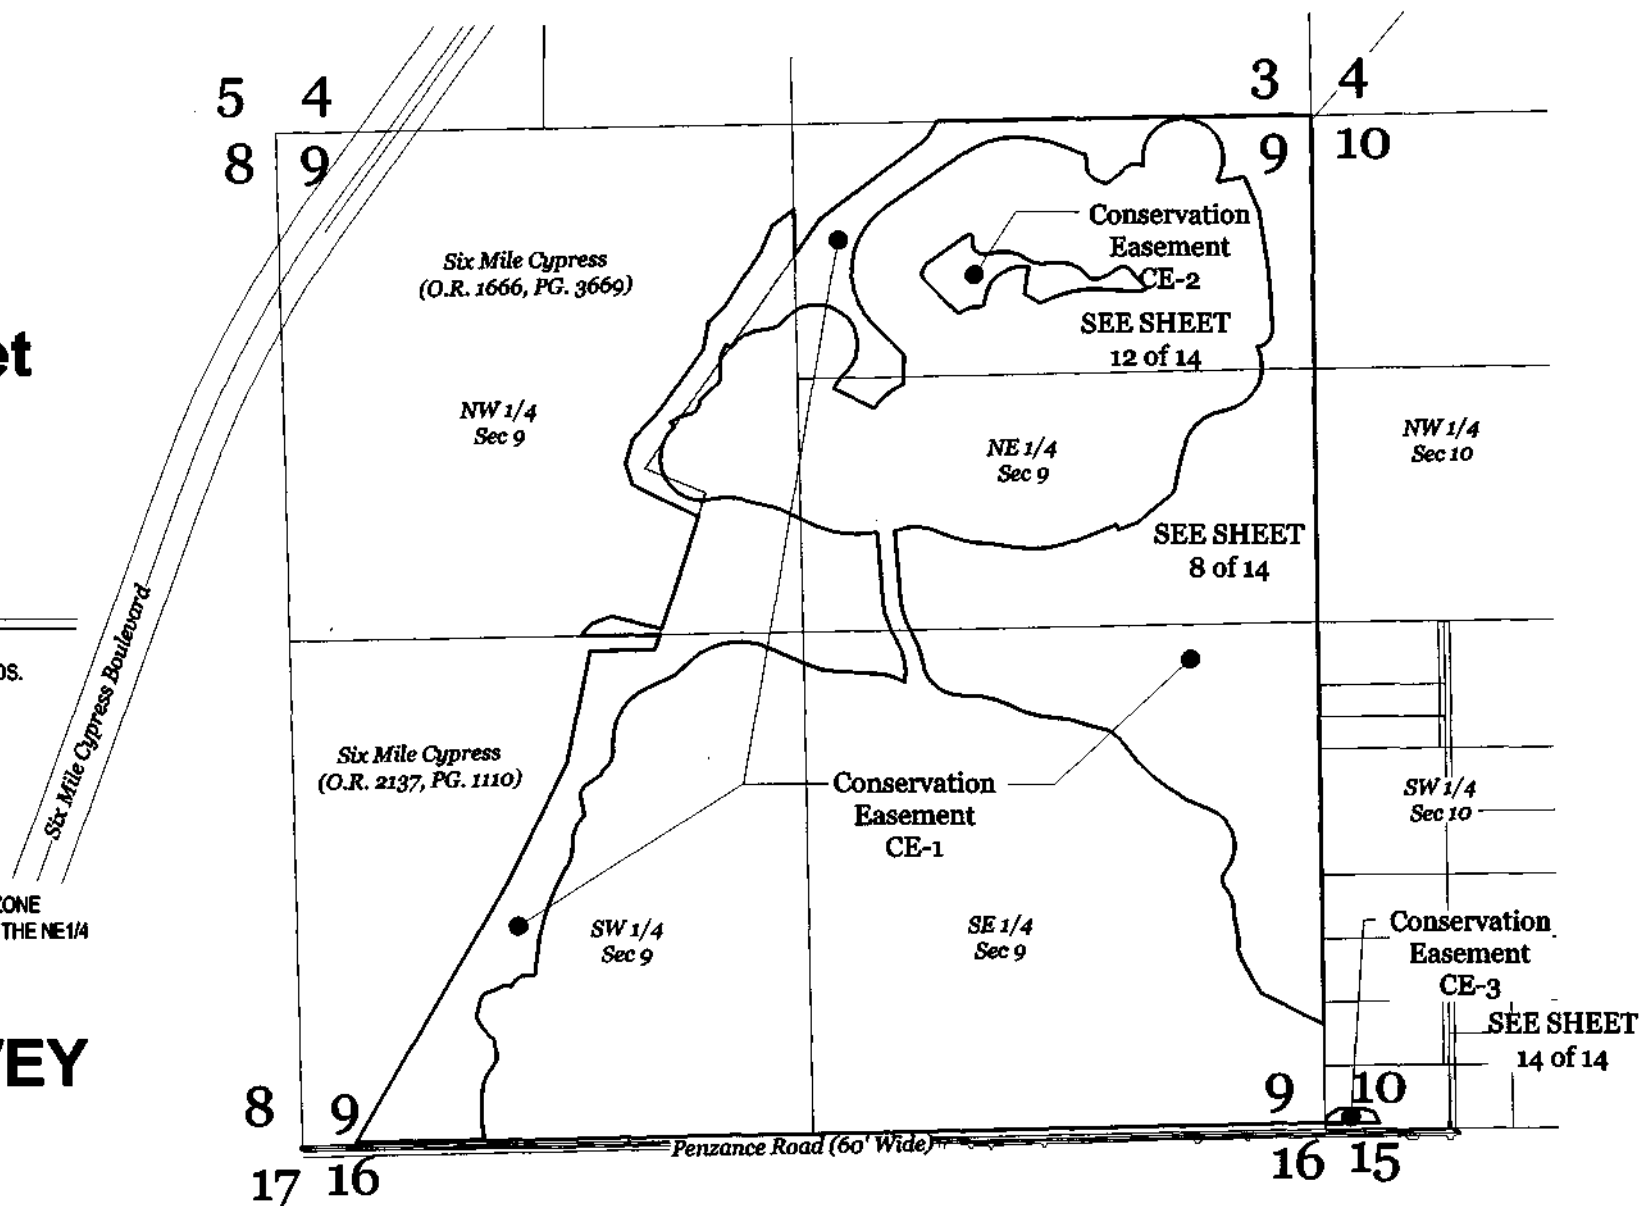 5 4
3 4
8 9
9 10
Conservation
Easement
CE-2
Six Mile Cypress
(O.R. 1666, PG. 3669)
SEE SHEET
12 of 14
et
NW 1/4
Sec 9
NE 1/4
Sec 9
NW 1/4
Sec 10
SEE SHEET
8 of 14
Six Mile Cypress Boulevard
DS.
Six Mile Cypress
(O.R. 2137, PG. 1110)
Conservation
Easement
CE-1
SW 1/4
Sec 10
ZONE
THE NE1/4
SW 1/4
Sec 9
SE 1/4
Sec 9
Conservation
Easement
CE-3
SEE SHEET
14 of 14
VEY
8 9
9 10
Penzance Road (60' Wide)
17 16
16 15